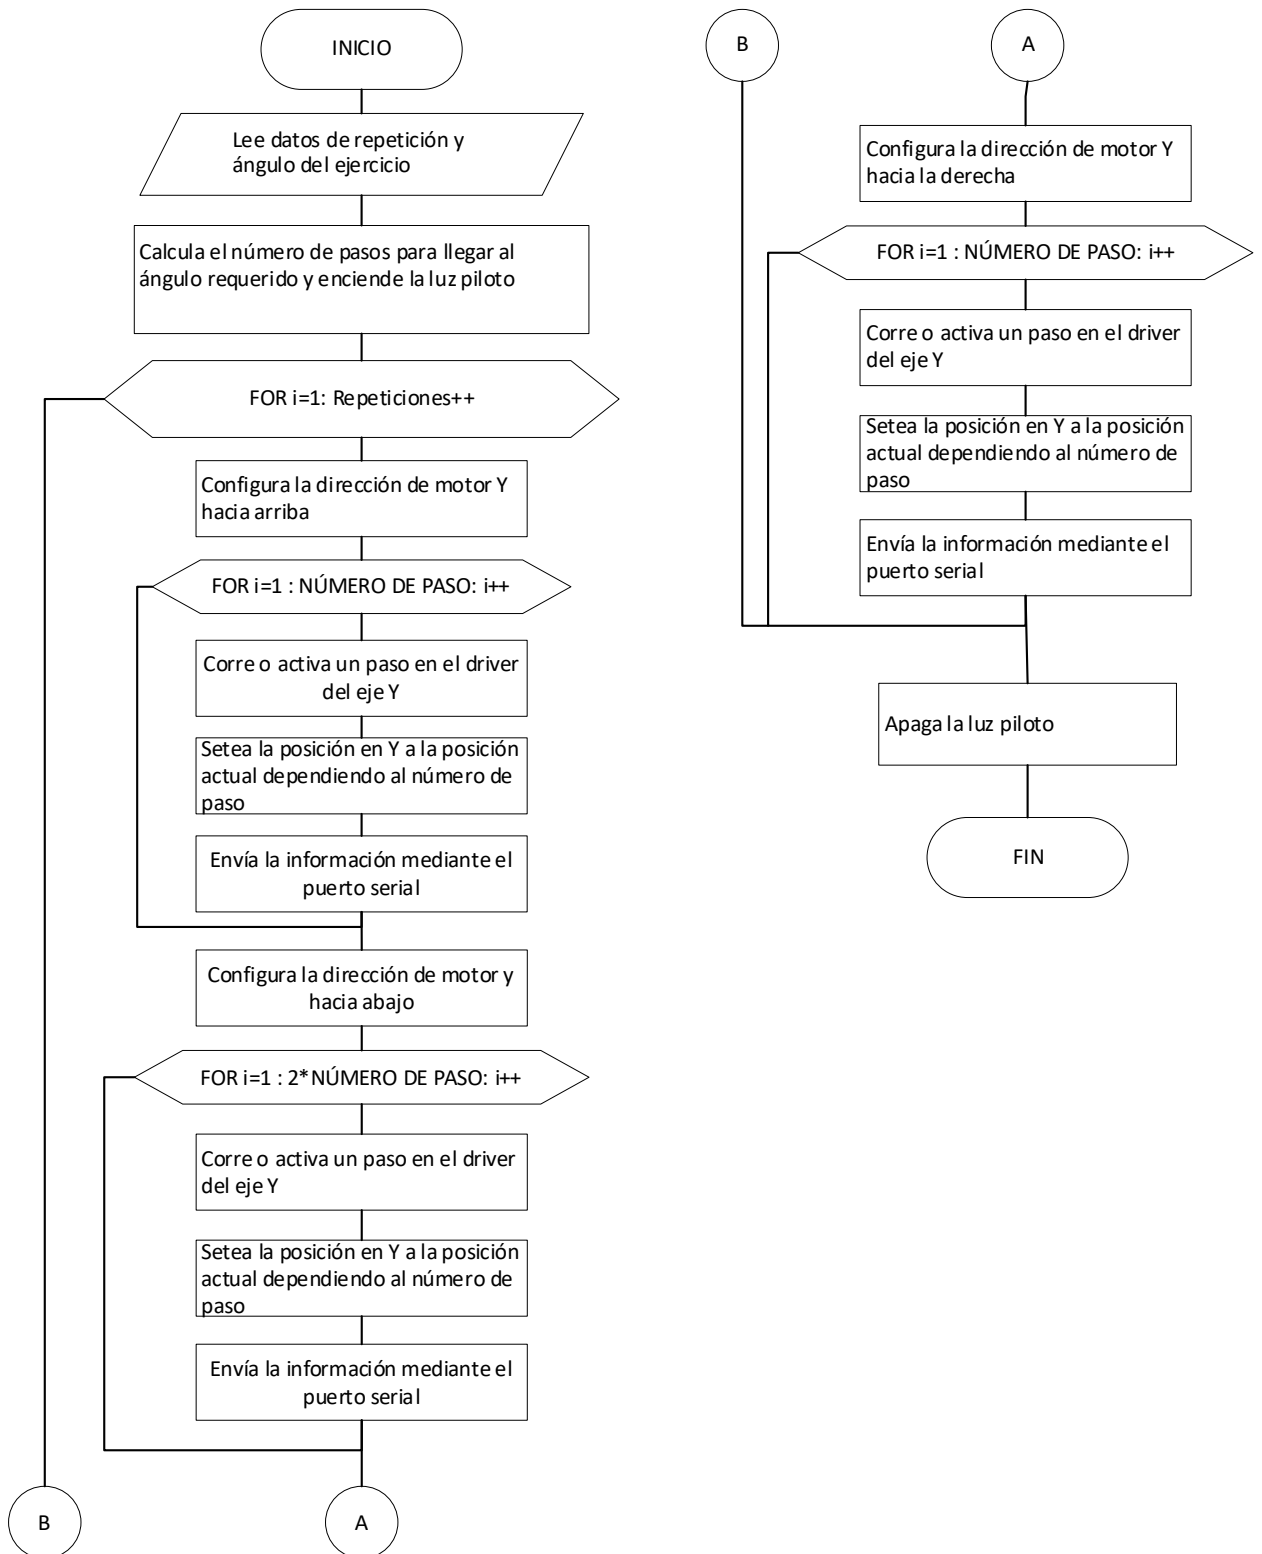 INICIO
Lee datos de repetición y
ángulo del ejercicio
Calcula el número de pasos para llegar al
ángulo requerido y enciende la luz piloto
FOR i=1: Repeticiones++
Configura la dirección de motor Y
hacia arriba
FOR i=1 : NÚMERO DE PASO: i++
Corre o activa un paso en el driver
del eje Y
Setea la posición en Y a la posición
actual dependiendo al número de
paso
Envía la información mediante el
puerto serial
Configura la dirección de motor y
hacia abajo
FOR i=1 : 2*NÚMERO DE PASO: i++
Corre o activa un paso en el driver
del eje Y
Setea la posición en Y a la posición
actual dependiendo al número de
paso
Envía la información mediante el
puerto serial
B
A
B
A
Configura la dirección de motor Y
hacia la derecha
FOR i=1 : NÚMERO DE PASO: i++
Corre o activa un paso en el driver
del eje Y
Setea la posición en Y a la posición
actual dependiendo al número de
paso
Envía la información mediante el
puerto serial
Apaga la luz piloto
FIN